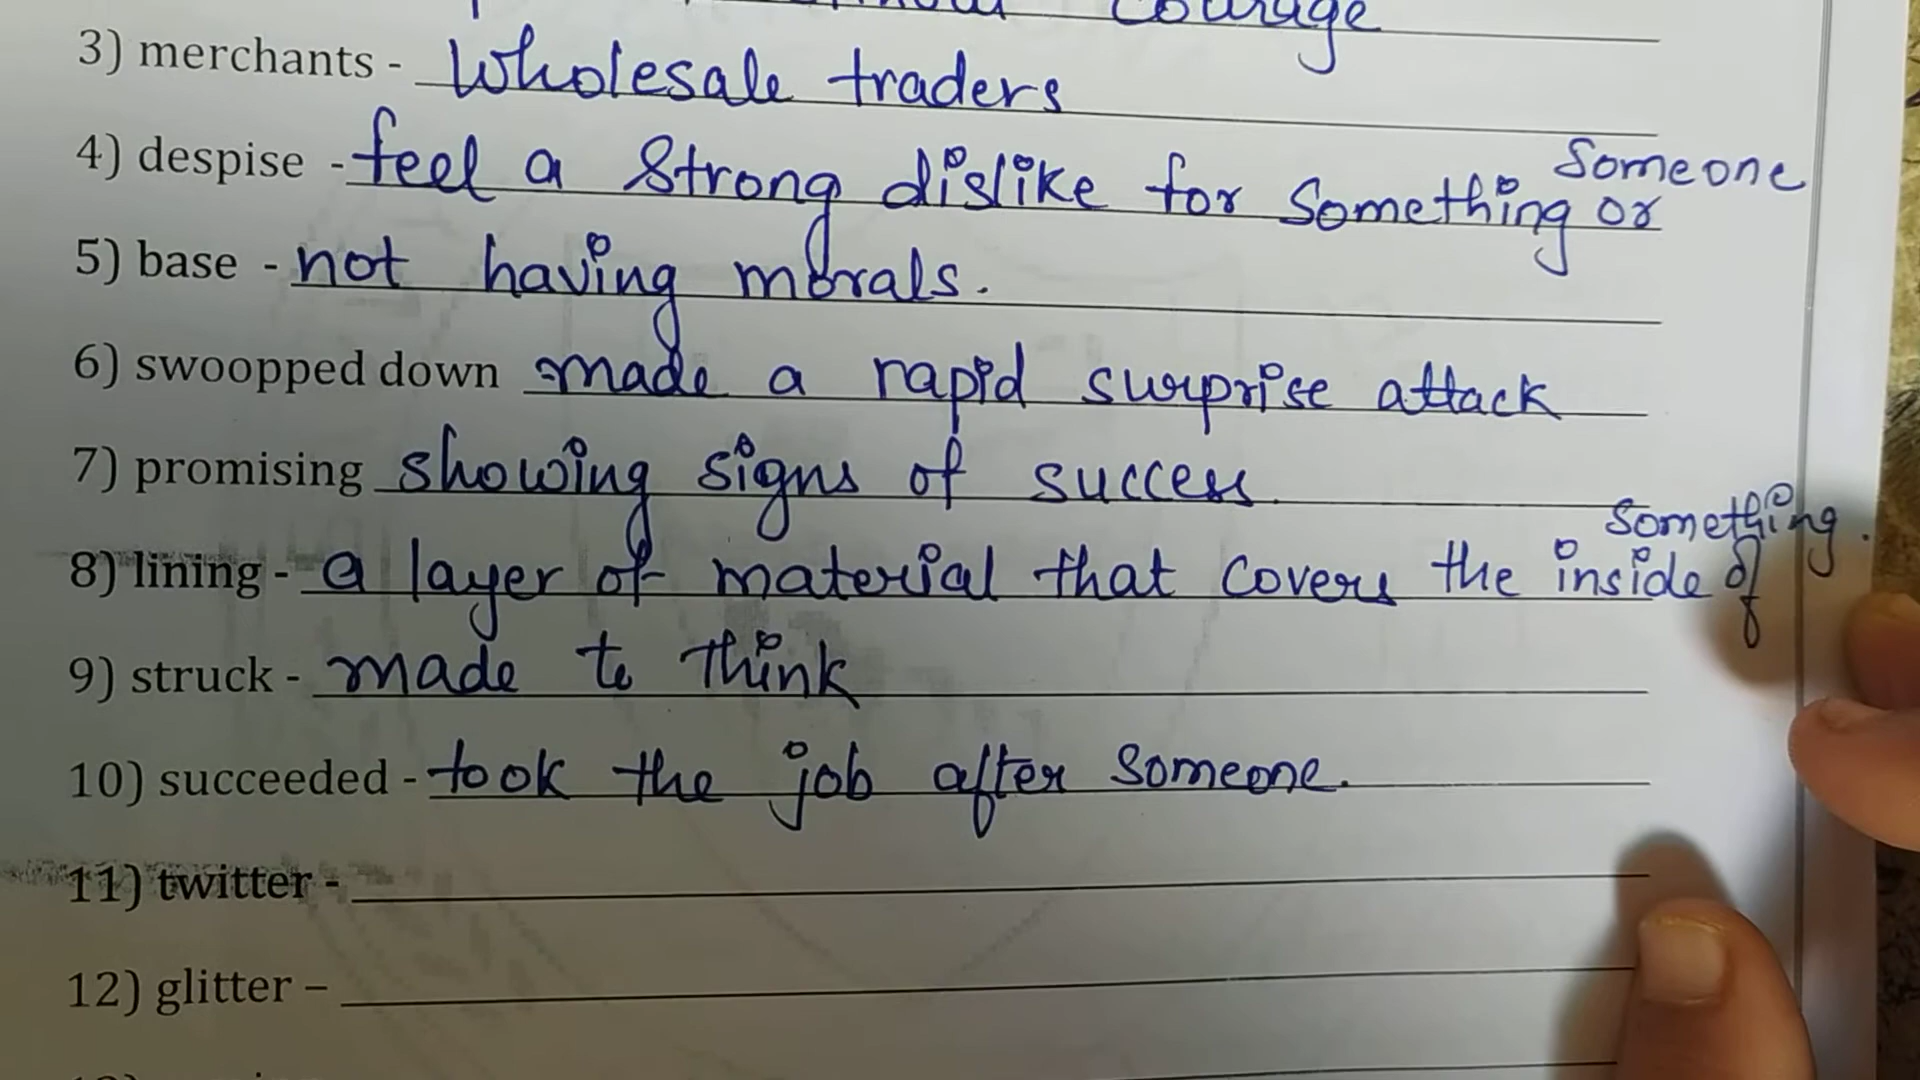 courage
3) merchants - Wholesale traders
4) despise - feel a strong dislike for something or someone
5) base - not having morals.
6) swoopped down - made a rapid surprise attack
7) promising showing signs of success.
8) lining - a layer of material that covers the inside of something.
9) struck - made to think
10) succeeded - took the job after someone.
11) twitter -
12) glitter –